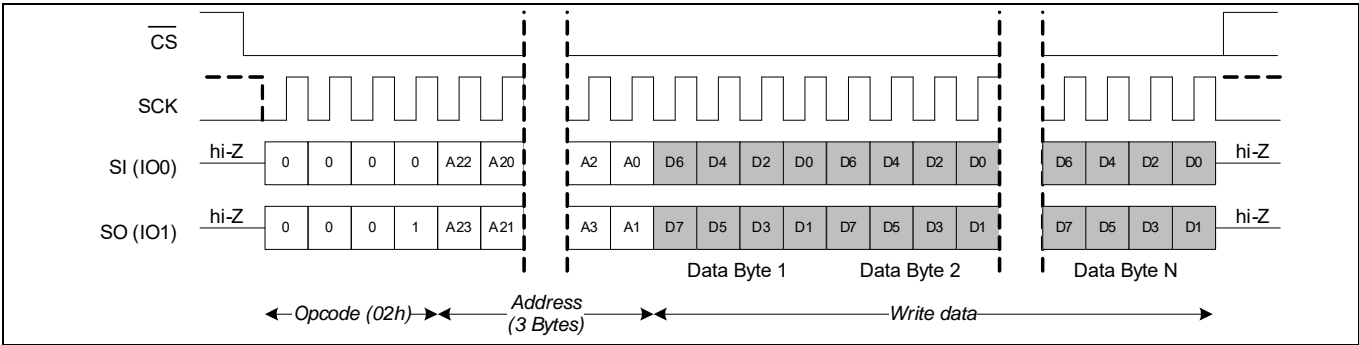 CS
SCK
hi-Z
SI (IO0) 0 0 0 0 A22 A20 A2 A0 D6 D4 D2 D0 D6 D4 D2 D0 D6 D4 D2 D0 hi-Z
hi-Z
SO (IO1) 0 0 0 1 A23 A21 A3 A1 D7 D5 D3 D1 D7 D5 D3 D1 D7 D5 D3 D1 hi-Z
Data Byte 1 Data Byte 2 Data Byte N
Opcode (02h) Address (3 Bytes) Write data